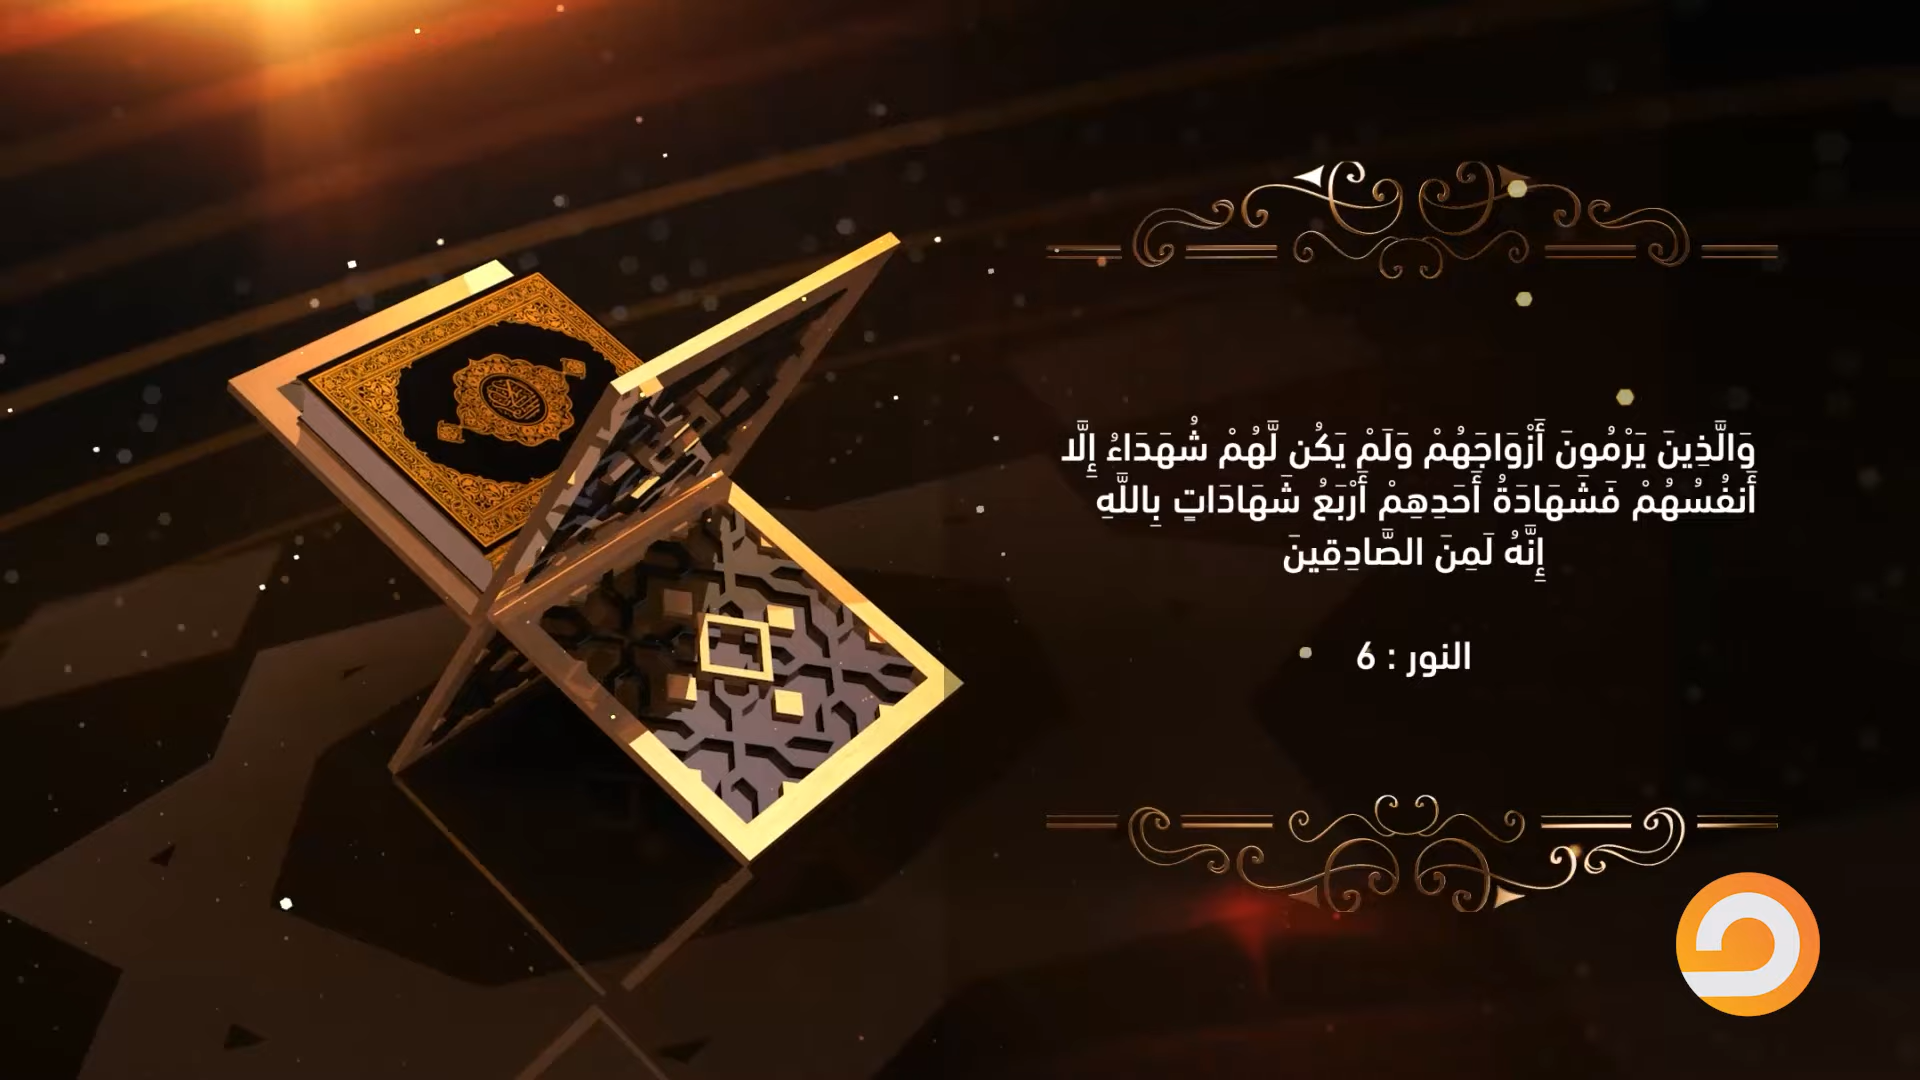 وَالَّذِينَ يَرْمُونَ أَزْوَاجَهُمْ وَلَمْ يَكُن لَّهُمْ شُهَدَاءُ إِلَّا
أَنفُسُهُمْ فَشَهَادَةُ أَحَدِهِمْ أَرْبَعُ شَهَادَاتٍ بِاللَّهِ
إِنَّهُ لَمِنَ الصَّادِقِينَ
النور : 6